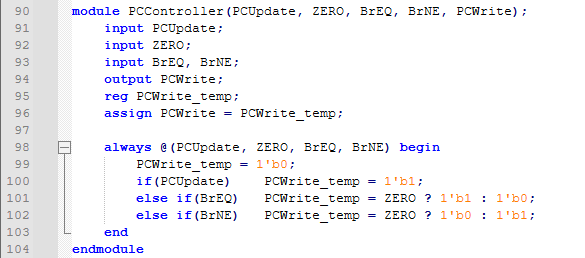 90 module PCController(PCUpdate, ZERO, BrEQ, BrNE, PCWrite);
91 input PCUpdate;
92 input ZERO;
93 input BrEQ, BrNE;
94 output PCWrite;
95 reg PCWrite_temp;
96 assign PCWrite = PCWrite_temp;
97
98 always @(PCUpdate, ZERO, BrEQ, BrNE) begin
99 PCWrite_temp = 1'b0;
100 if(PCUpdate) PCWrite_temp = 1'b1;
101 else if(BrEQ) PCWrite_temp = ZERO ? 1'b1 : 1'b0;
102 else if(BrNE) PCWrite_temp = ZERO ? 1'b0 : 1'b1;
103 end
104 endmodule